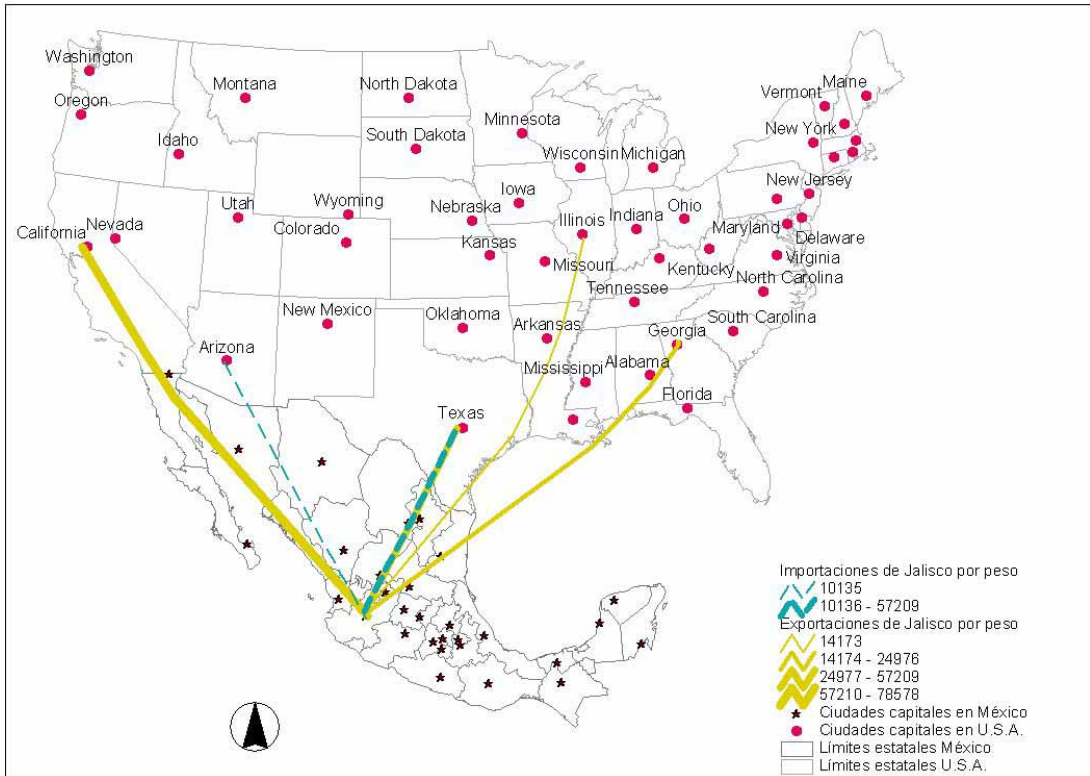 Washington
Maine
Montana
North Dakota
Vermont
Oregon
Minnesota
New York
South Dakota
Idaho
Wisconsin
Michigan
New Jersey
Iowa
Utah
Wyoming
Nebraska
Ohio
Illinois
Indiana
Maryland
Nevada
California
Colorado
Delaware
Kansas
Virginia
Missouri
Kentucky
North Carolina
Tennessee
New Mexico
Oklahoma
Arkansas
South Carolina
Georgia
Arizona
Mississippi
Alabama
Florida
Texas
Importaciones de Jalisco por peso
10135
10136 - 57209
Exportaciones de Jalisco por peso
14173
14174 - 24976
24977 - 57209
57210 - 78578
Ciudades capitales en México
Ciudades capitales en U.S.A.
Límites estatales México
Límites estatales U.S.A.